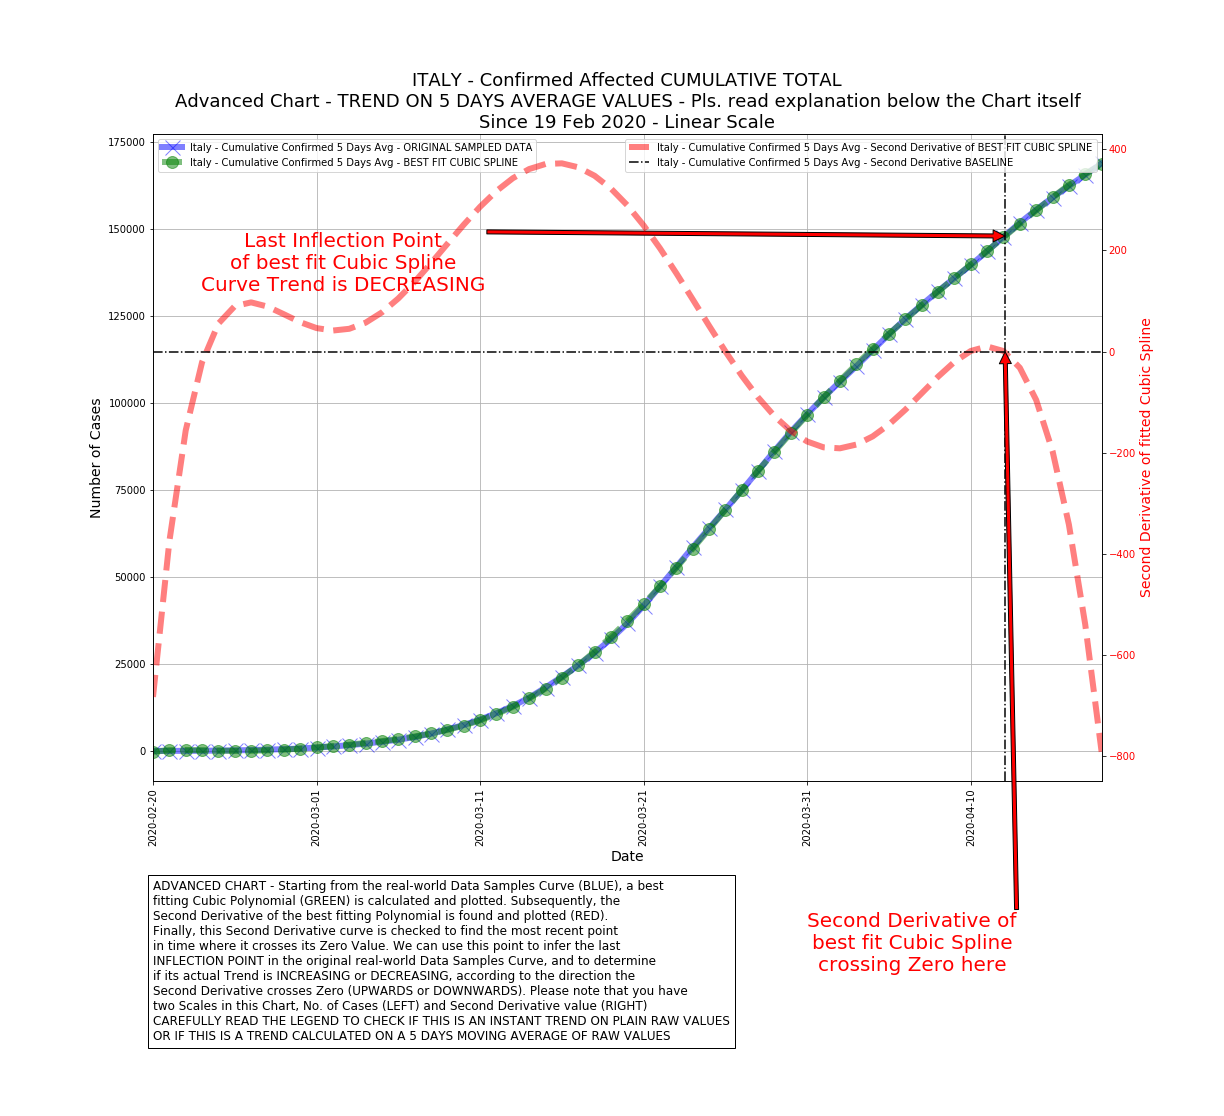 ITALY - Confirmed Affected CUMULATIVE TOTAL
Advanced Chart - TREND ON 5 DAYS AVERAGE VALUES - Pls. read explanation below the Chart itself
Since 19 Feb 2020 - Linear Scale
Italy - Cumulative Confirmed 5 Days Avg - ORIGINAL SAMPLED DATA
Italy - Cumulative Confirmed 5 Days Avg - BEST FIT CUBIC SPLINE
Italy - Cumulative Confirmed 5 Days Avg - Second Derivative of BEST FIT CUBIC SPLINE
Italy - Cumulative Confirmed 5 Days Avg - Second Derivative BASELINE
Last Inflection Point
of best fit Cubic Spline
Curve Trend is DECREASING
Number of Cases
175000
150000
125000
100000
75000
50000
25000
0
400
200
0
−200
−400
−600
−800
Second Derivative of fitted Cubic Spline
2020-02-20
2020-03-01
2020-03-11
2020-03-21
2020-03-31
2020-04-10
Date
Second Derivative of
best fit Cubic Spline
crossing Zero here
ADVANCED CHART - Starting from the real-world Data Samples Curve (BLUE), a best
fitting Cubic Polynomial (GREEN) is calculated and plotted. Subsequently, the
Second Derivative of the best fitting Polynomial is found and plotted (RED).
Finally, this Second Derivative curve is checked to find the most recent point
in time where it crosses its Zero Value. We can use this point to infer the last
INFLECTION POINT in the original real-world Data Samples Curve, and to determine
if its actual Trend is INCREASING or DECREASING, according to the direction the
Second Derivative crosses Zero (UPWARDS or DOWNWARDS). Please note that you have
two Scales in this Chart, No. of Cases (LEFT) and Second Derivative value (RIGHT)
CAREFULLY READ THE LEGEND TO CHECK IF THIS IS AN INSTANT TREND ON PLAIN RAW VALUES
OR IF THIS IS A TREND CALCULATED ON A 5 DAYS MOVING AVERAGE OF RAW VALUES